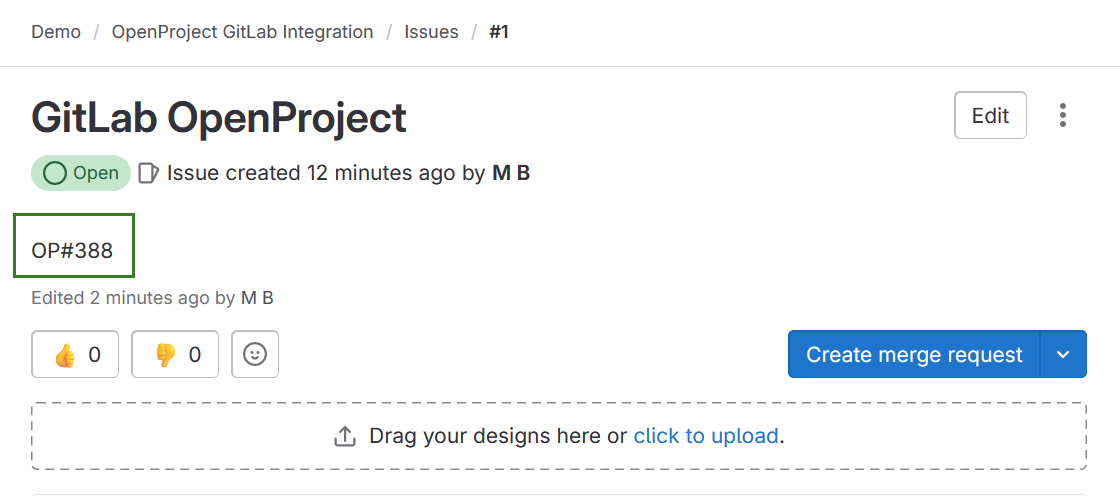 Demo / OpenProject GitLab Integration / Issues / #1
GitLab OpenProject
Edit
Open Issue created 12 minutes ago by M B
OP#388
Edited 2 minutes ago by M B
0 0 Create merge request
Drag your designs here or click to upload.